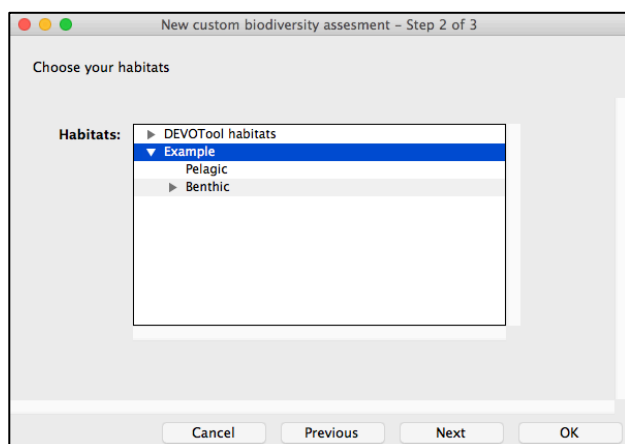 New custom biodiversity assesment – Step 2 of 3
Choose your habitats
Habitats:
DEVOTool habitats
Example
Pelagic
Benthic
Cancel Previous Next OK